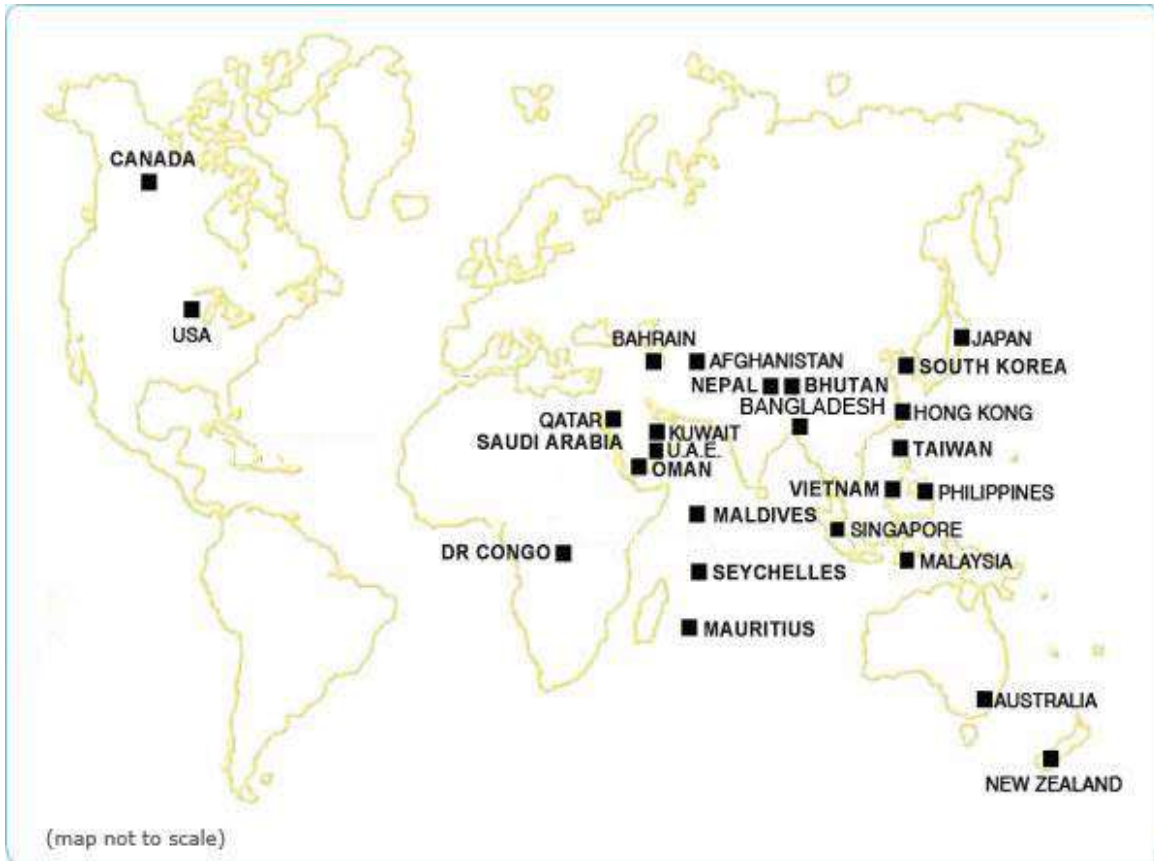 CANADA
USA
BAHRAIN
JAPAN
AFGHANISTAN
SOUTH KOREA
NEPAL
BHUTAN
BANGLADESH
HONG KONG
QATAR
KUWAIT
SAUDI ARABIA
U.A.E.
TAIWAN
OMAN
VIETNAM
PHILIPPINES
MALDIVES
SINGAPORE
DR CONGO
MALAYSIA
SEYCHELLES
MAURITIUS
AUSTRALIA
NEW ZEALAND
(map not to scale)